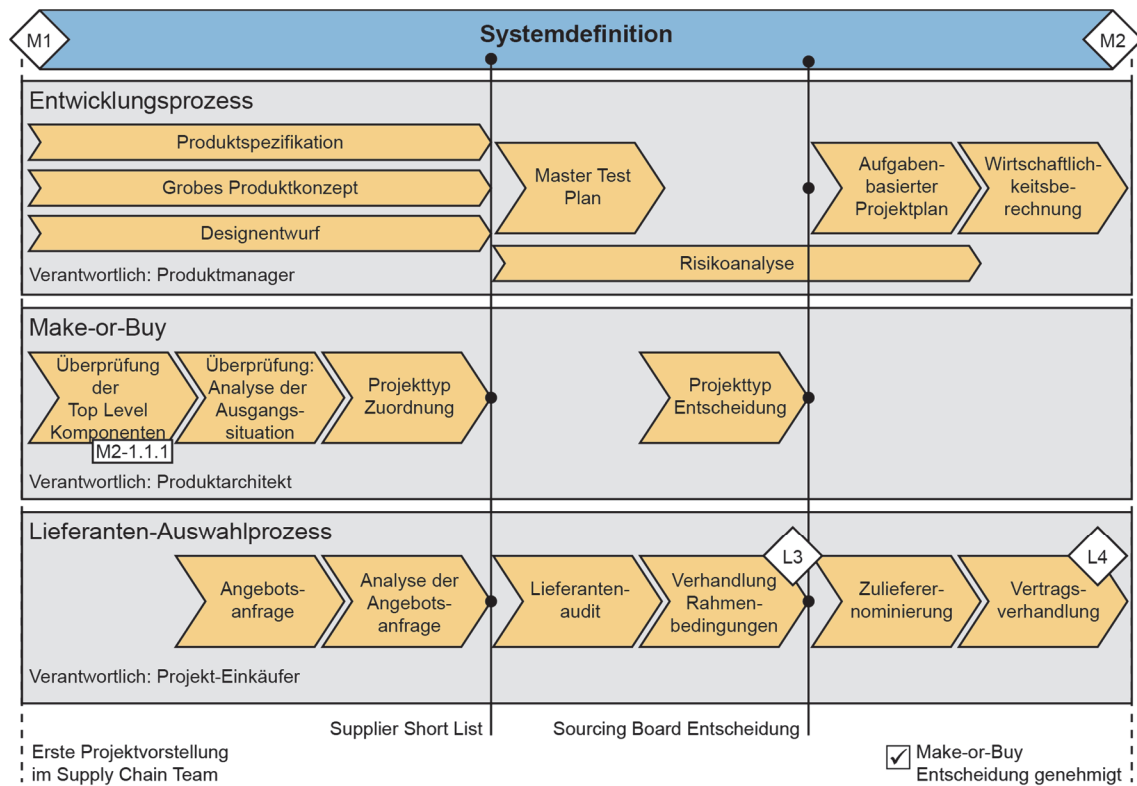 M1
Systemdefinition
M2
Entwicklungsprozess
Produktspezifikation
Grobes Produktkonzept
Designentwurf
Master Test
Plan
Aufgaben-
basierter
Projektplan
Wirtschaftlich-
keitsbe-
rechnung
Risikoanalyse
Verantwortlich: Produktmanager
Make-or-Buy
Überprüfung
der
Top Level
Komponenten
M2-1.1.1
Überprüfung:
Analyse der
Ausgangs-
situation
Projekttyp
Zuordnung
Projekttyp
Entscheidung
Verantwortlich: Produktarchitekt
Lieferanten-Auswahlprozess
Angebots-
anfrage
Analyse der
Angebots-
anfrage
Lieferanten-
audit
Verhandlung
Rahmen-
bedingungen
L3
Zulieferer-
nominierung
Vertrags-
verhandlung
L4
Verantwortlich: Projekt-Einkäufer
Supplier Short List
Sourcing Board Entscheidung
Erste Projektvorstellung
im Supply Chain Team
Make-or-Buy
Entscheidung genehmigt